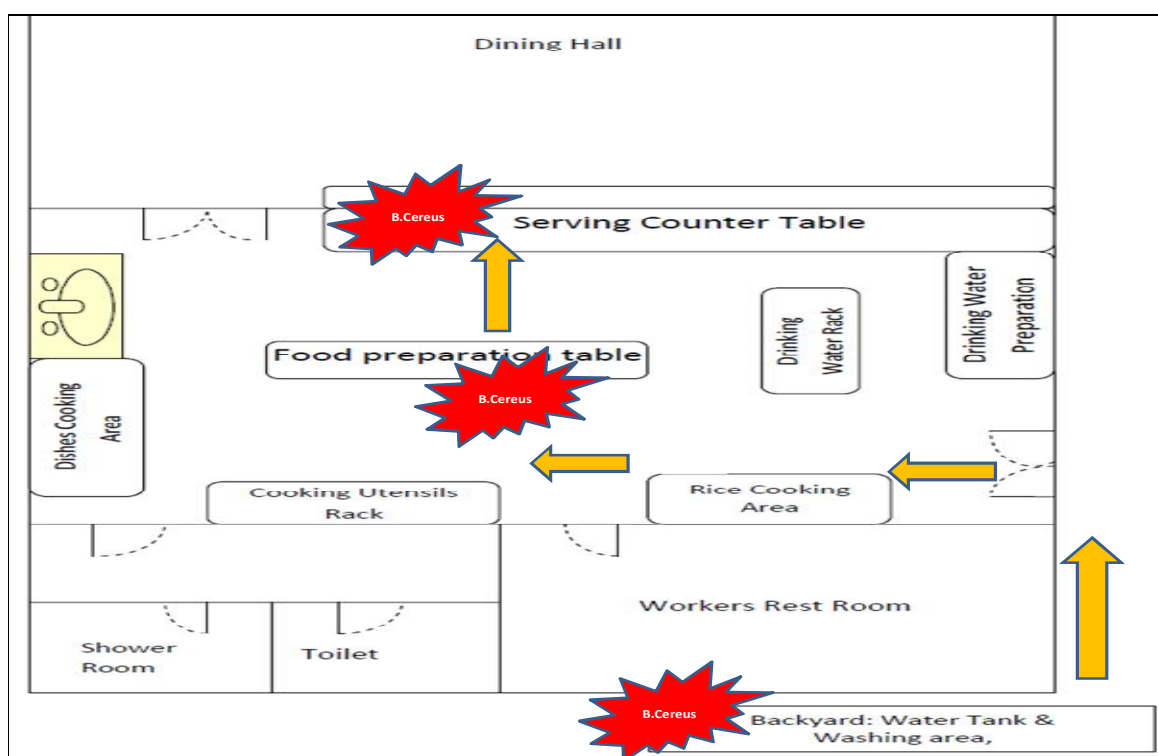 Dining Hall
B.Cereus
Serving Counter Table
Drinking
Water Rack
Drinking Water
Preparation
Food preparation table
B.Cereus
Dishes Cooking
Area
Cooking Utensils
Rack
Rice Cooking
Area
Workers Rest Room
Shower
Room
Toilet
B.Cereus
Backyard: Water Tank &
Washing area,